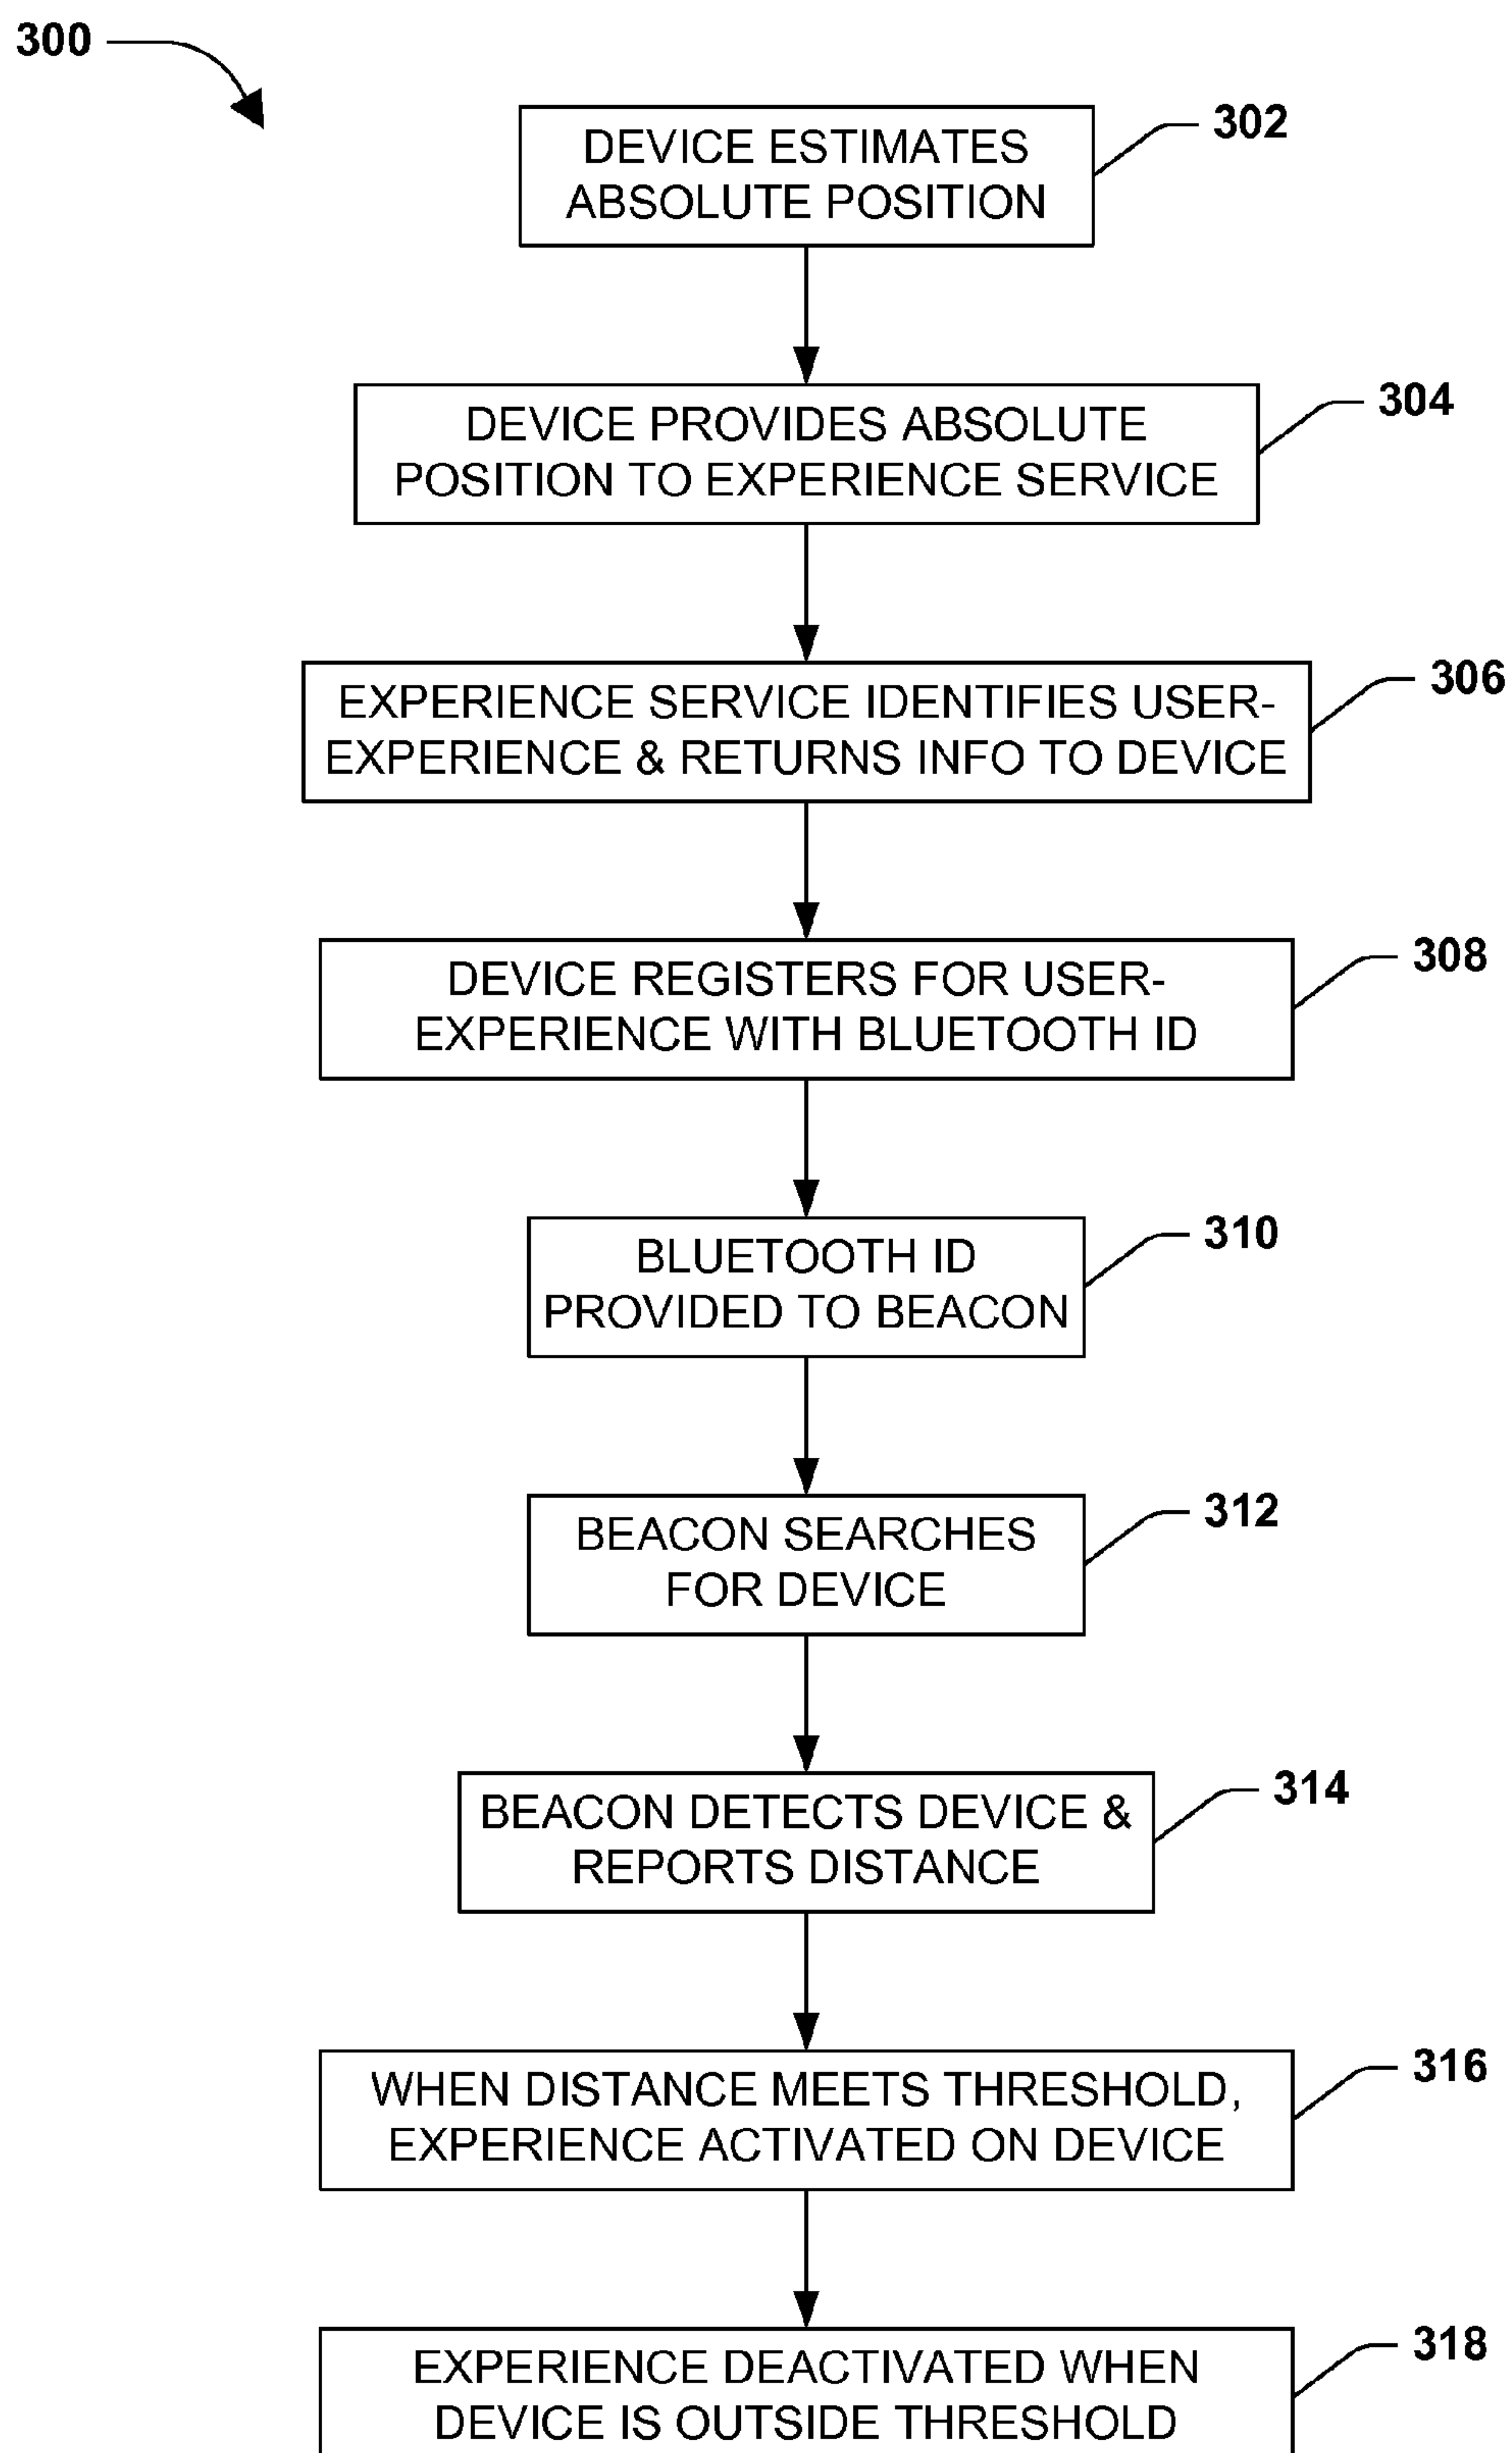 300
DEVICE ESTIMATES
ABSOLUTE POSITION
302
DEVICE PROVIDES ABSOLUTE
POSITION TO EXPERIENCE SERVICE
304
EXPERIENCE SERVICE IDENTIFIES USER-
EXPERIENCE & RETURNS INFO TO DEVICE
306
DEVICE REGISTERS FOR USER-
EXPERIENCE WITH BLUETOOTH ID
308
BLUETOOTH ID
PROVIDED TO BEACON
310
BEACON SEARCHES
FOR DEVICE
312
BEACON DETECTS DEVICE &
REPORTS DISTANCE
314
WHEN DISTANCE MEETS THRESHOLD,
EXPERIENCE ACTIVATED ON DEVICE
316
EXPERIENCE DEACTIVATED WHEN
DEVICE IS OUTSIDE THRESHOLD
318